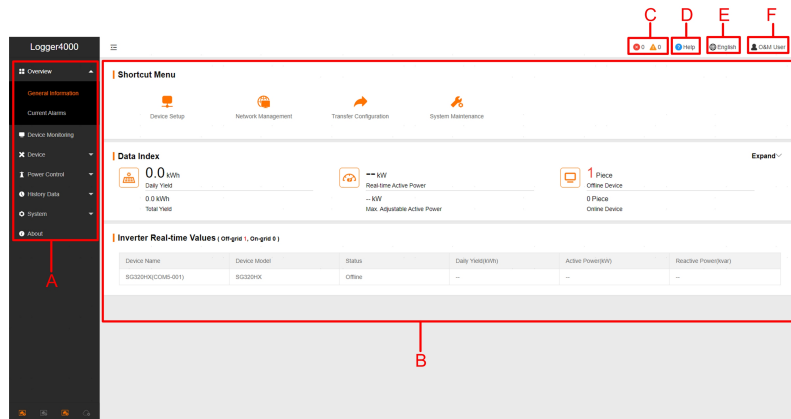 C D E F
Logger4000
0 0 Help English O&M User
Overview
General Information
Current Alarms
Device Monitoring
Device
Power Control
History Data
System
About
A
Shortcut Menu
Device Setup Network Management Transfer Configuration System Maintenance
Data Index Expand
0.0 kWh -- kW 1 Piece
Daily Yield Real-time Active Power Offline Device
0.0 kWh -- kW 0 Piece
Total Yield Max. Adjustable Active Power Online Device
Inverter Real-time Values ( Off-grid 1, On-grid 0 )
Device Name Device Model Status Daily Yield(kWh) Active Power(kW) Reactive Power(kvar)
SG320HX(COM5-001) SG320HX Offline -- -- --
B